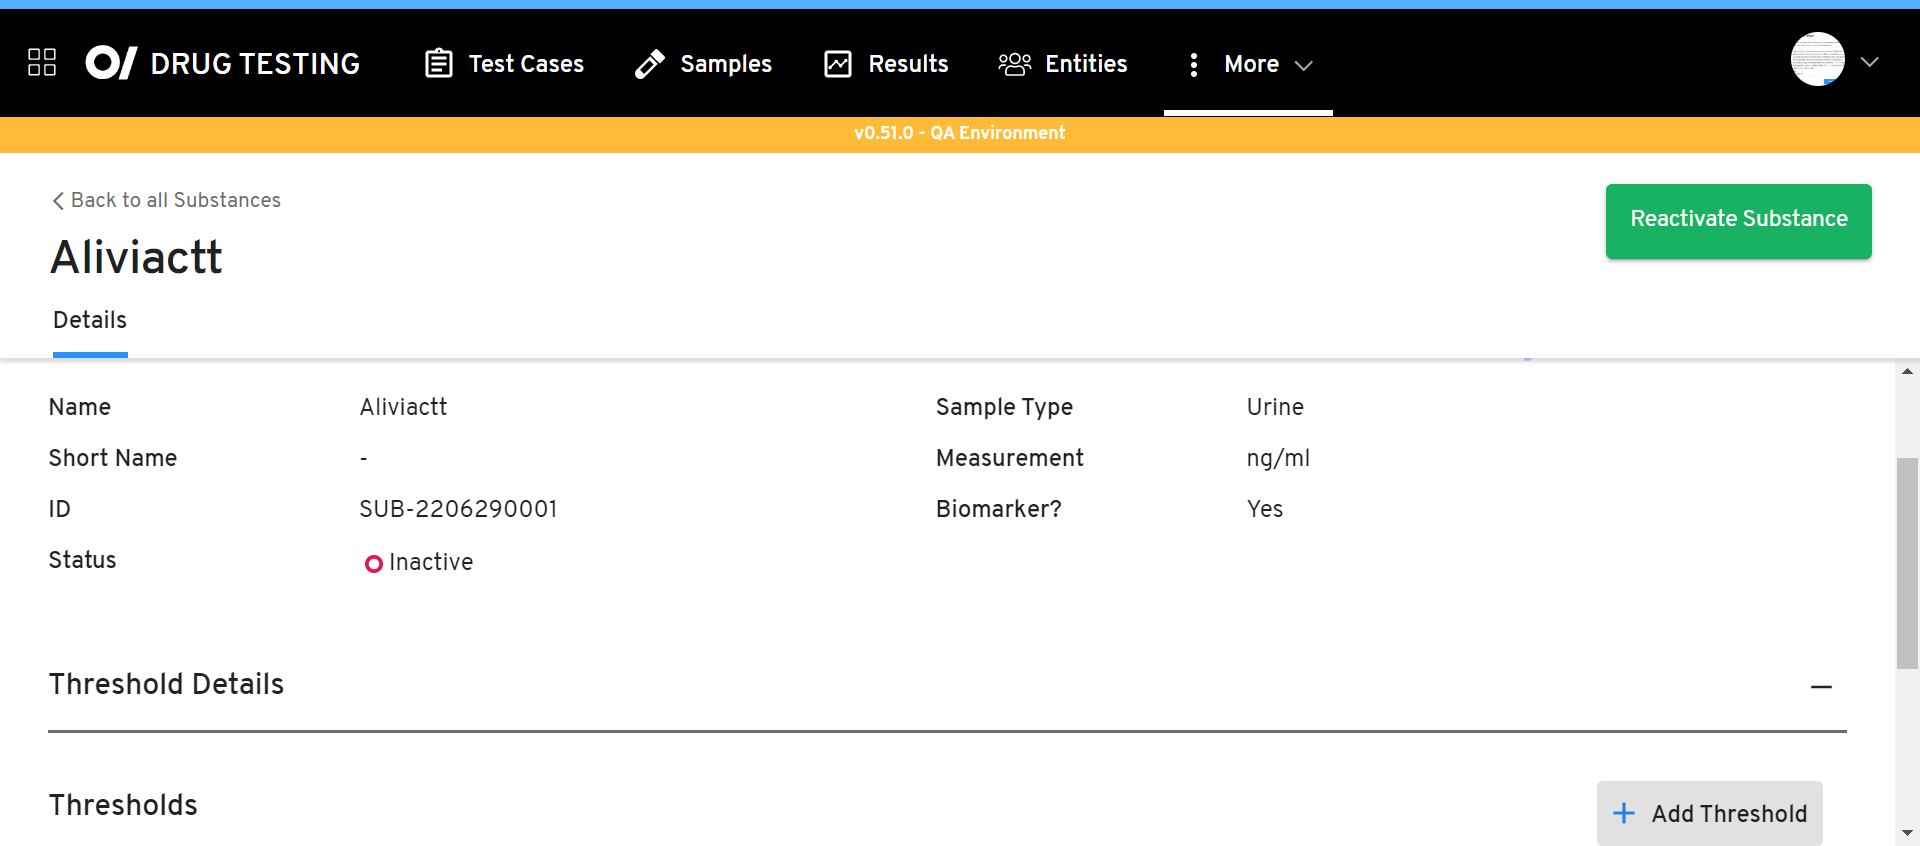 DRUG TESTING Test Cases Samples Results Entities More
v0.51.0 - QA Environment
Back to all Substances
Reactivate Substance
Aliviactt
Details
Name Aliviactt Sample Type Urine
Short Name - Measurement ng/ml
ID SUB-2206290001 Biomarker? Yes
Status Inactive
Threshold Details
Thresholds
Add Threshold